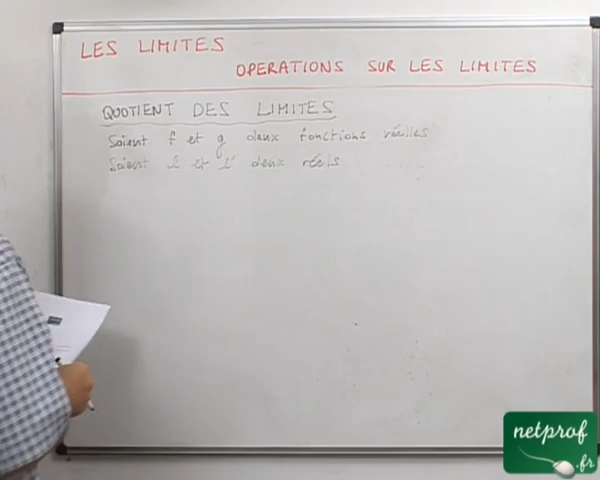 LES LIMITES
OPERATIONS SUR LES LIMITES
QUOTIENT DES LIMITES
Soient f et g deux fonctions réelles
Soient l et l' deux réels
netprof
.fr